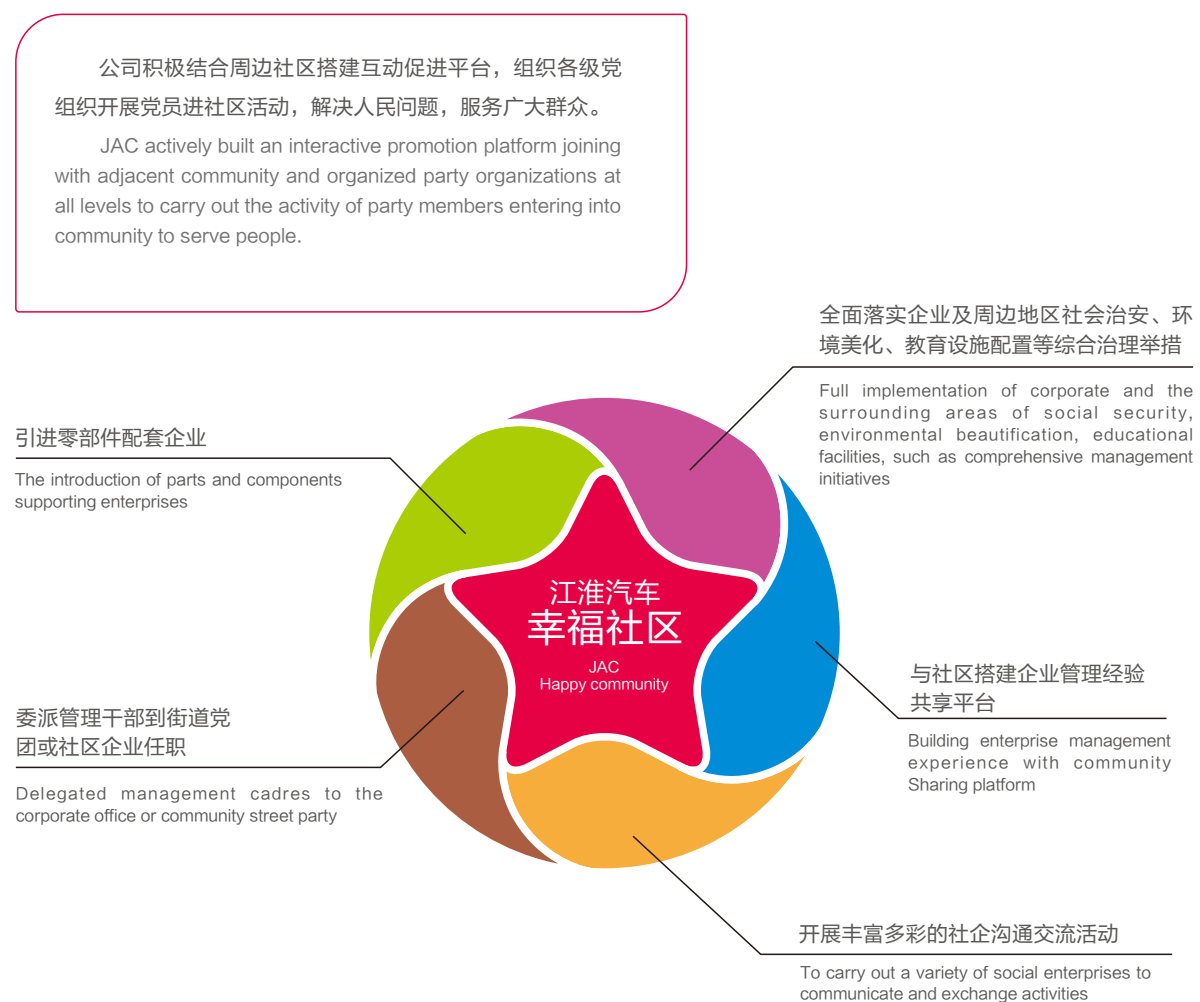 公司积极结合周边社区搭建互动促进平台，组织各级党
组织开展党员进社区活动，解决人民问题，服务广大群众。
JAC actively built an interactive promotion platform joining
with adjacent community and organized party organizations at
all levels to carry out the activity of party members entering into
community to serve people.
全面落实企业及周边地区社会治安、环
境美化、教育设施配置等综合治理举措
Full implementation of corporate and the
surrounding areas of social security,
environmental beautification, educational
facilities, such as comprehensive management
initiatives
引进零部件配套企业
The introduction of parts and components
supporting enterprises
江淮汽车
幸福社区
JAC
Happy community
与社区搭建企业管理经验
共享平台
Building enterprise management
experience with community
Sharing platform
委派管理干部到街道党
团或社区企业任职
Delegated management cadres to the
corporate office or community street party
开展丰富多彩的社企沟通交流活动
To carry out a variety of social enterprises to
communicate and exchange activities